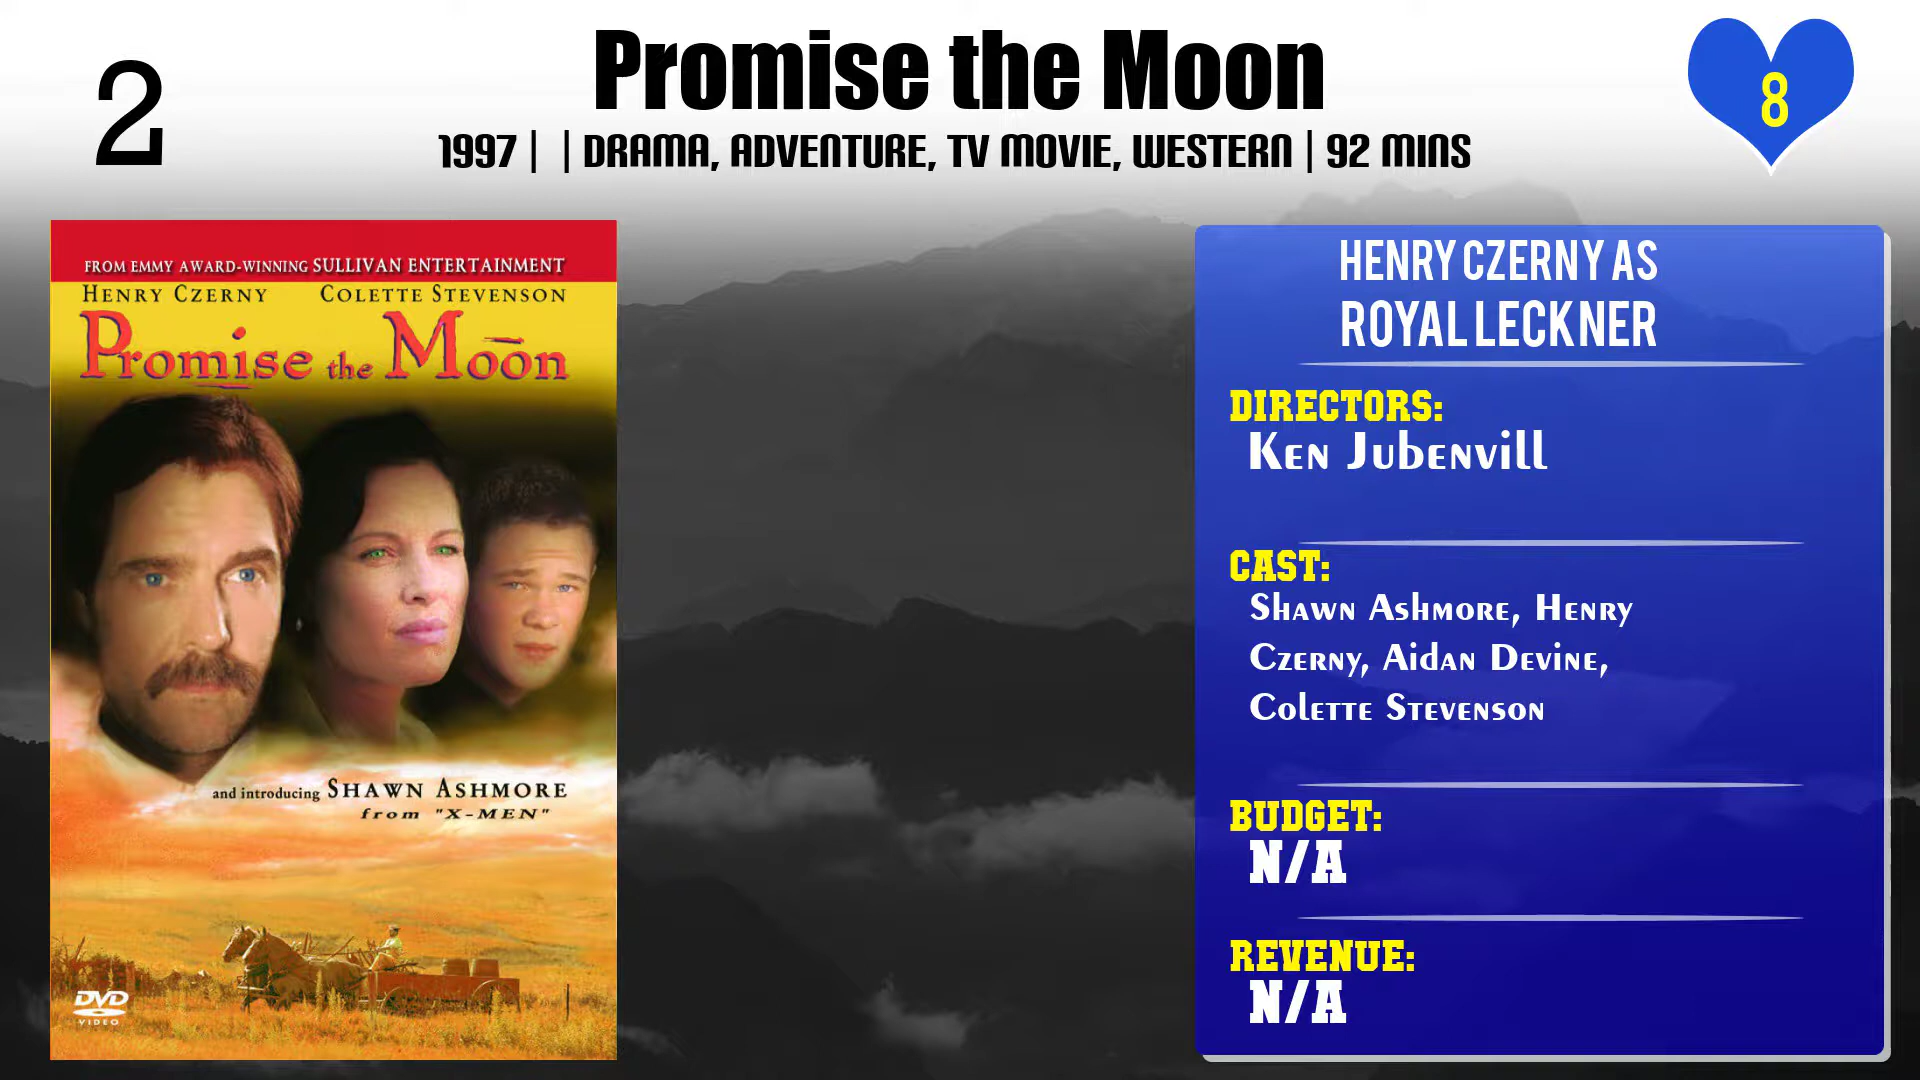 2
Promise the Moon
1997 | | DRAMA, ADVENTURE, TV MOVIE, WESTERN | 92 MINS
8
FROM EMMY AWARD-WINNING SULLIVAN ENTERTAINMENT
HENRY CZERNY COLETTE STEVENSON
Promise the Moon
and introducing SHAWN ASHMORE
from "X-MEN"
DVD
VIDEO
HENRY CZERNY AS
ROYAL LECKNER
DIRECTORS:
Ken Jubenvill
CAST:
Shawn Ashmore, Henry
Czerny, Aidan Devine,
Colette Stevenson
BUDGET:
N/A
REVENUE:
N/A